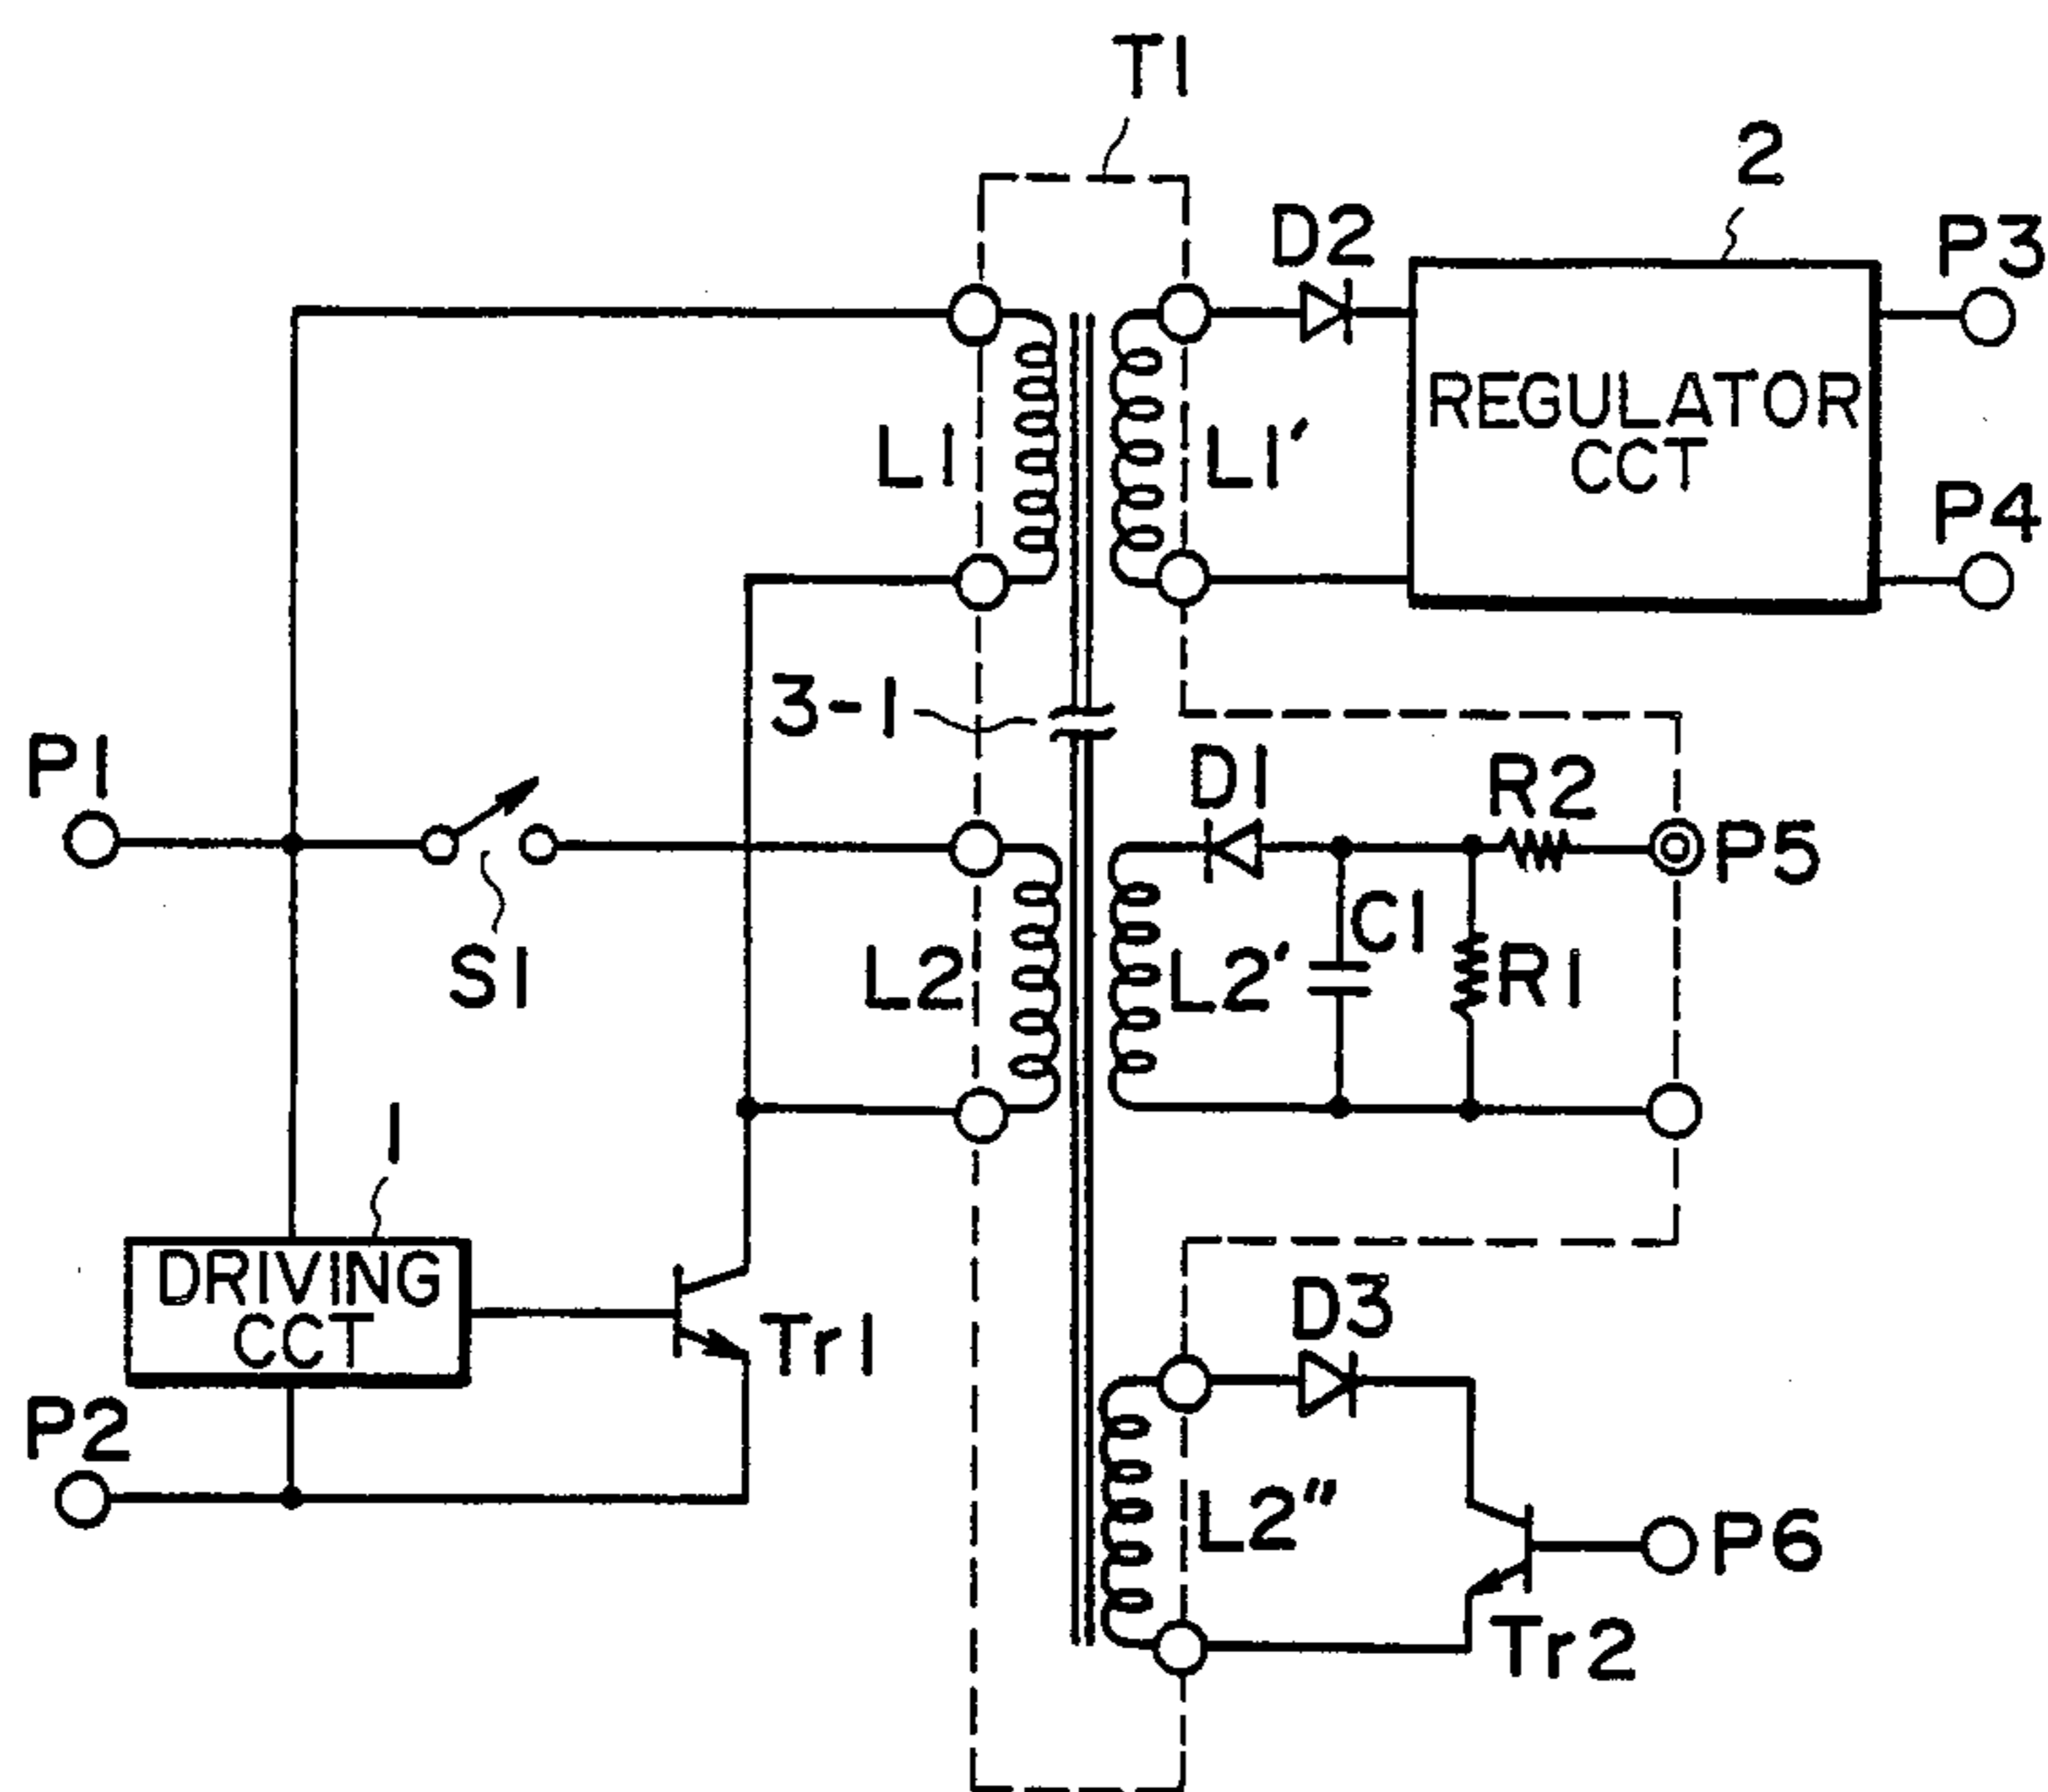 T1
2
D2
P3
REGULATOR
CCT
L1
L1′
P4
3-1
P1
D1
R2
P5
S1
L2
L2′
C1
R1
1
DRIVING
CCT
Tr1
D3
P2
L2″
P6
Tr2